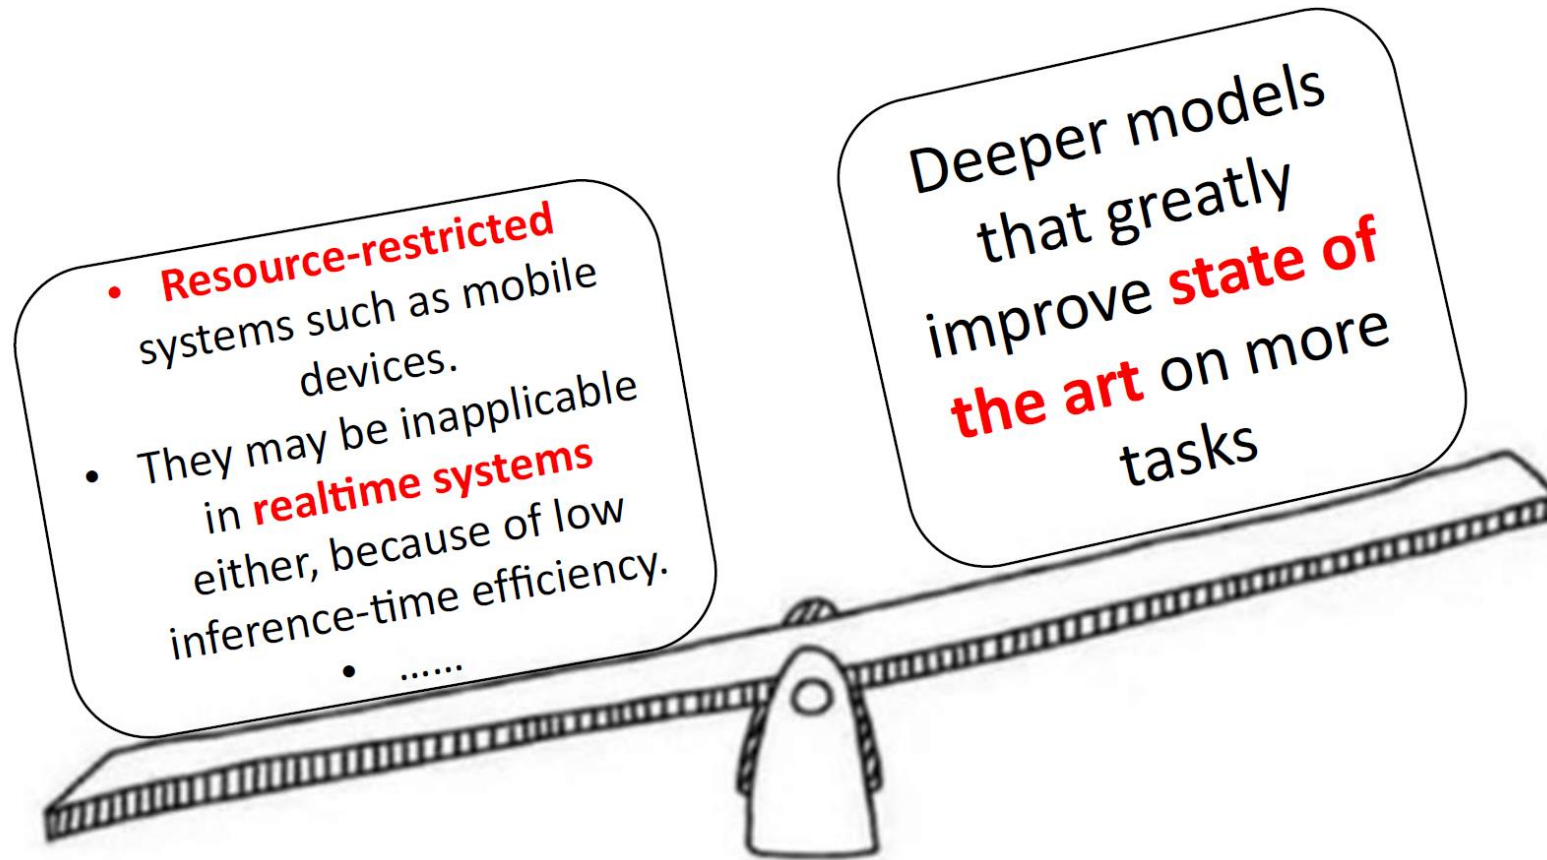 • Resource-restricted
systems such as mobile
devices.
• They may be inapplicable
in realtime systems
either, because of low
inference-time efficiency.
• ......
Deeper models
that greatly
improve state of
the art on more
tasks